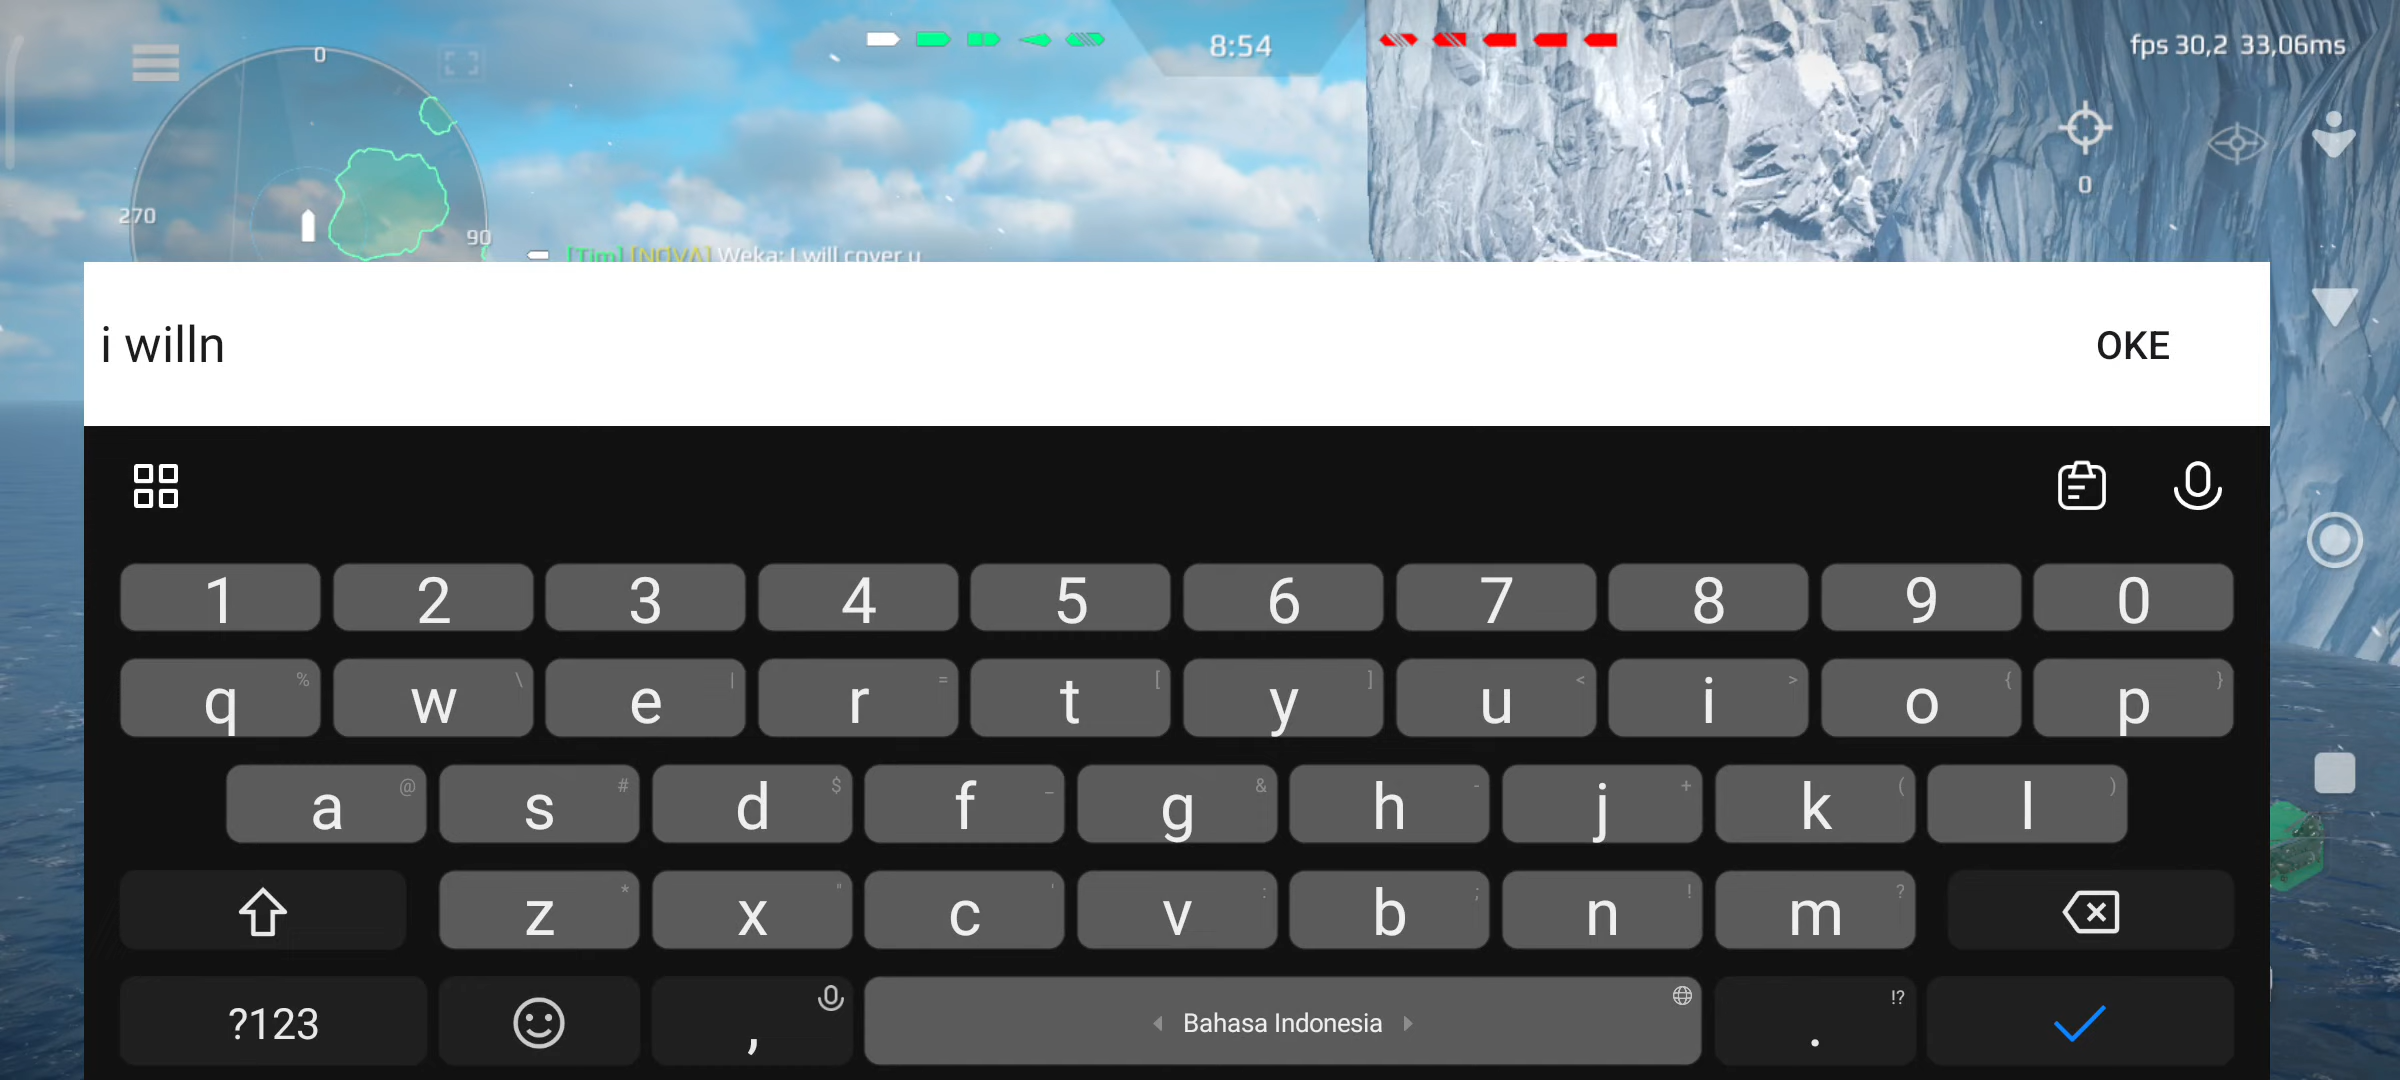 0
8:54
fps 30,2 33,06ms
270
90
0
[Tim] [NOVA] Weka: I will cover u
i willn
OKE
1 2 3 4 5 6 7 8 9 0
% \ | = [ ] < > { }
q w e r t y u i o p
@ # $ _ & - + ( )
a s d f g h j k l
* " ' : ; ! ?
z x c v b n m
!?
?123 , Bahasa Indonesia .